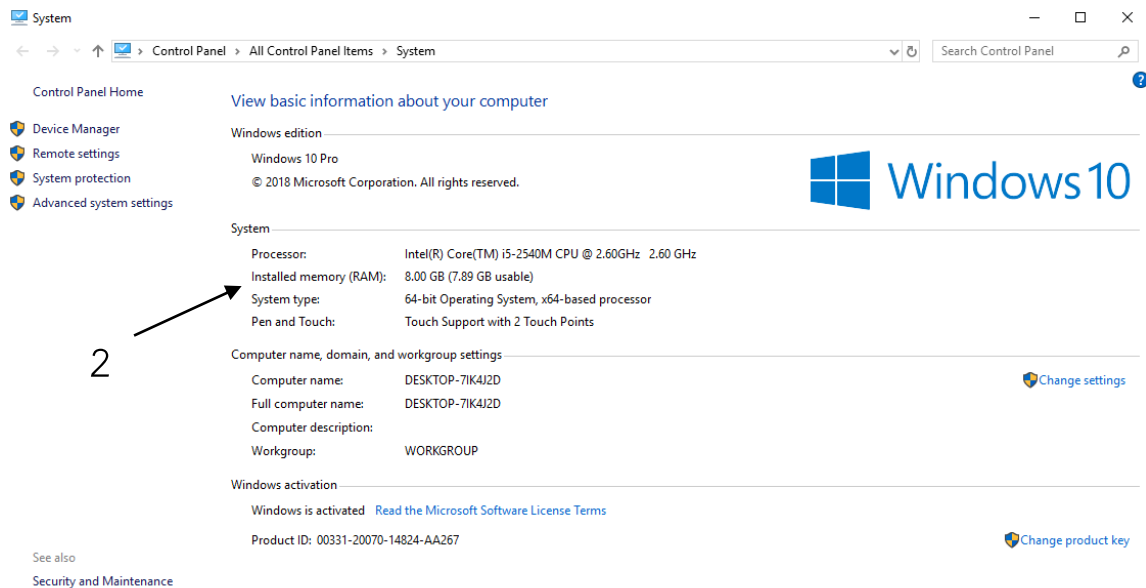 System
Control Panel > All Control Panel Items > System
Search Control Panel
?
Control Panel Home
Device Manager
Remote settings
System protection
Advanced system settings
View basic information about your computer
Windows edition
Windows 10 Pro
© 2018 Microsoft Corporation. All rights reserved.
Windows 10
System
Processor: Intel(R) Core(TM) i5-2540M CPU @ 2.60GHz 2.60 GHz
Installed memory (RAM): 8.00 GB (7.89 GB usable)
System type: 64-bit Operating System, x64-based processor
Pen and Touch: Touch Support with 2 Touch Points
2
Computer name, domain, and workgroup settings
Computer name: DESKTOP-7IK4J2D
Change settings
Full computer name: DESKTOP-7IK4J2D
Computer description:
Workgroup: WORKGROUP
Windows activation
Windows is activated Read the Microsoft Software License Terms
Product ID: 00331-20070-14824-AA267
Change product key
See also
Security and Maintenance